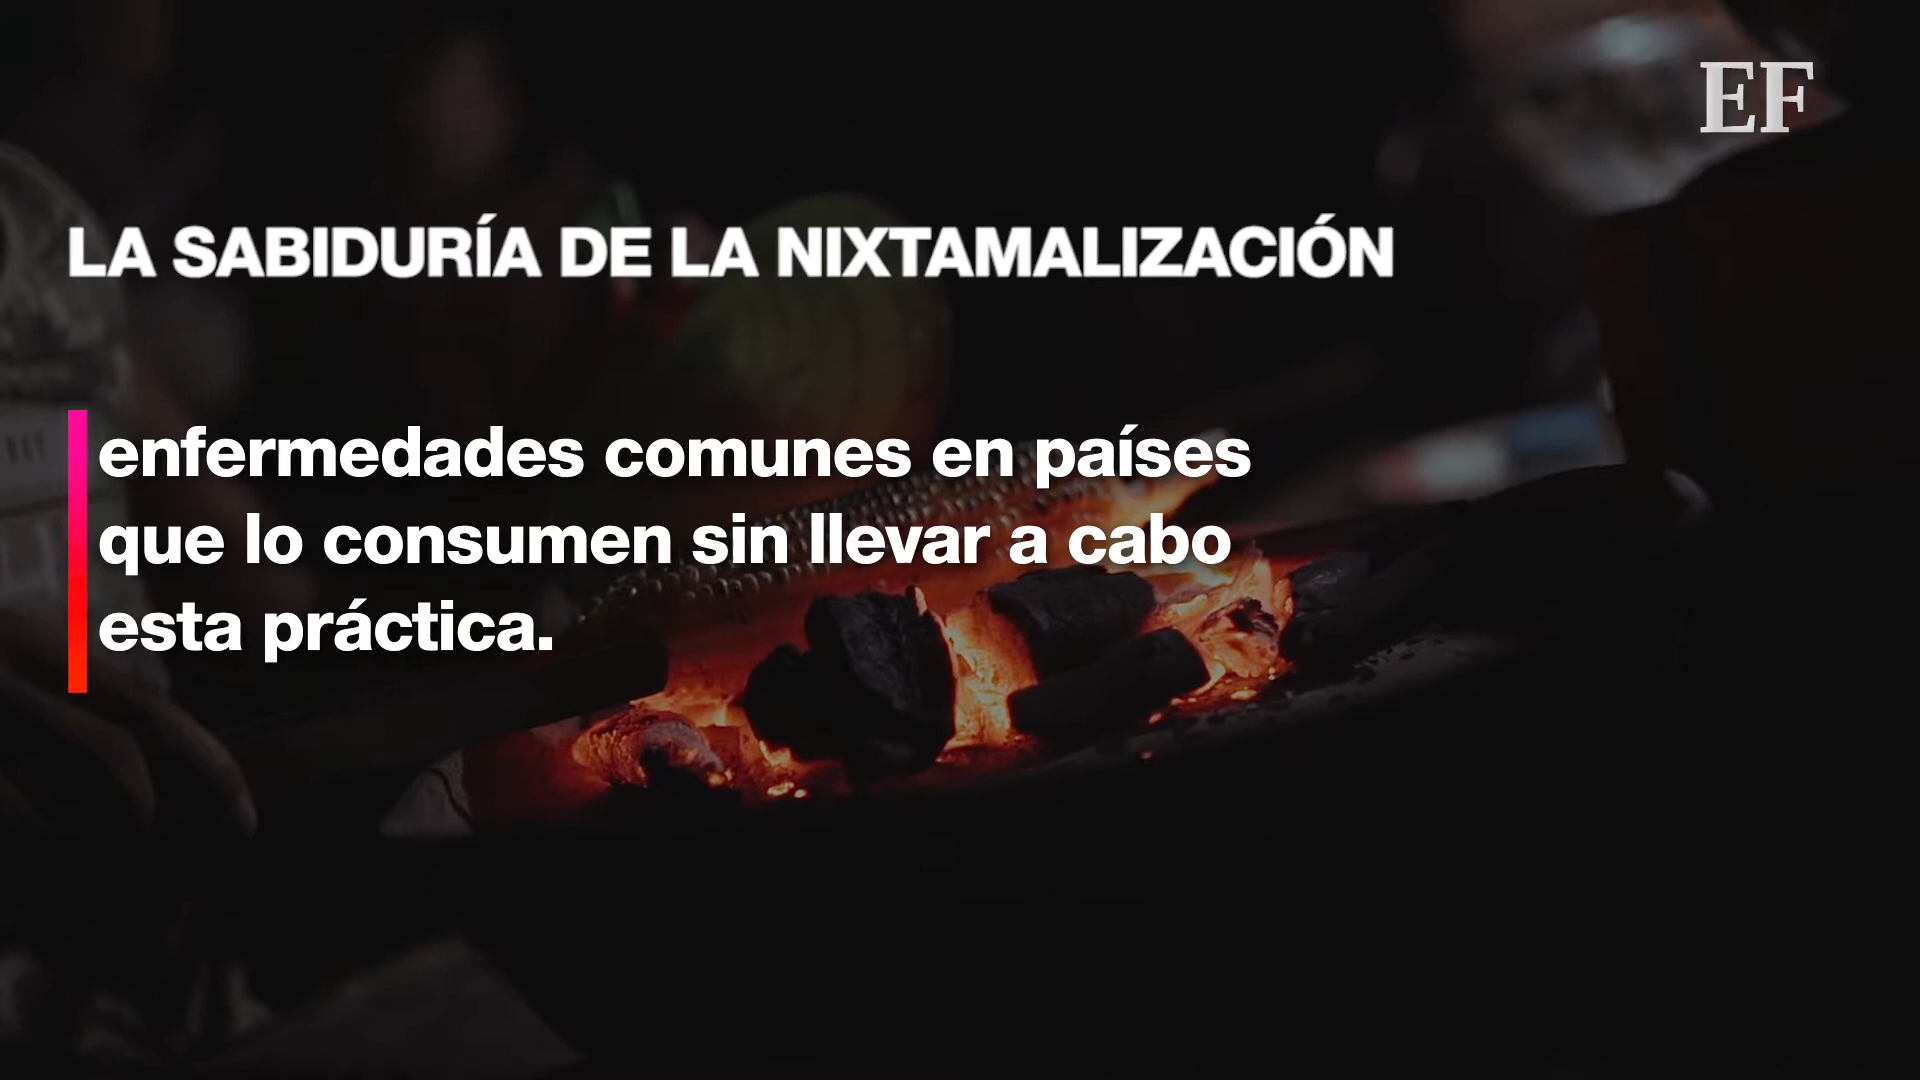 EF
LA SABIDURÍA DE LA NIXTAMALIZACIÓN
enfermedades comunes en países
que lo consumen sin llevar a cabo
esta práctica.